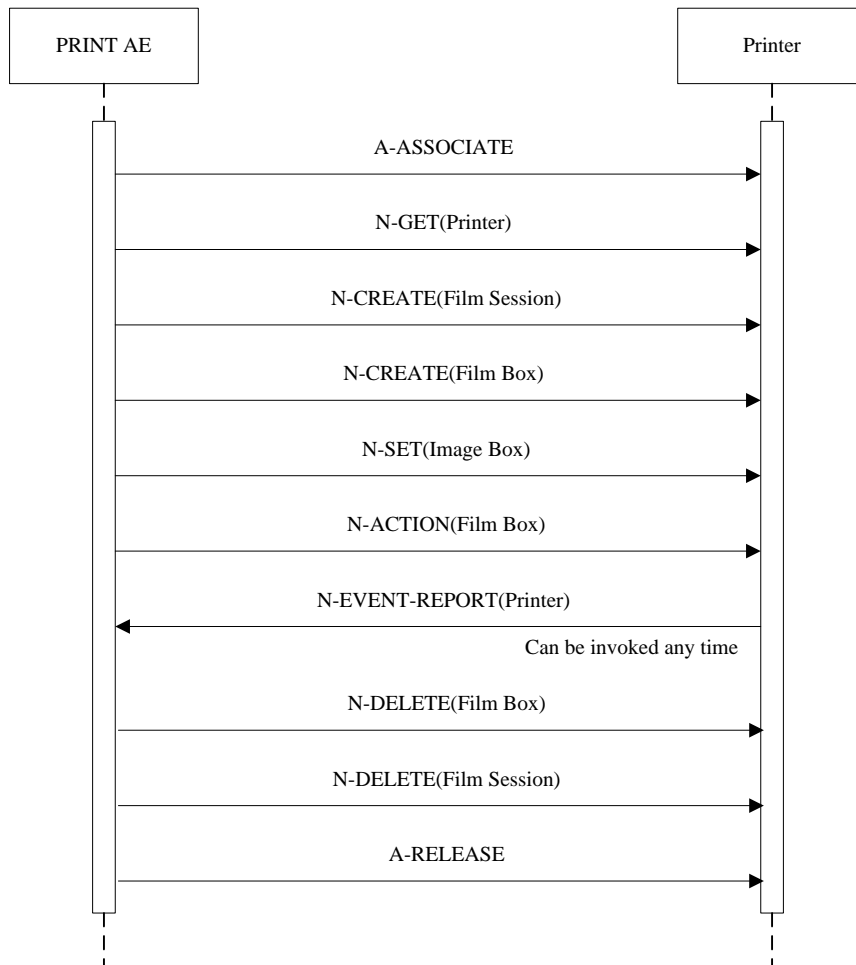 PRINT AE
Printer
A-ASSOCIATE
N-GET(Printer)
N-CREATE(Film Session)
N-CREATE(Film Box)
N-SET(Image Box)
N-ACTION(Film Box)
N-EVENT-REPORT(Printer)
Can be invoked any time
N-DELETE(Film Box)
N-DELETE(Film Session)
A-RELEASE